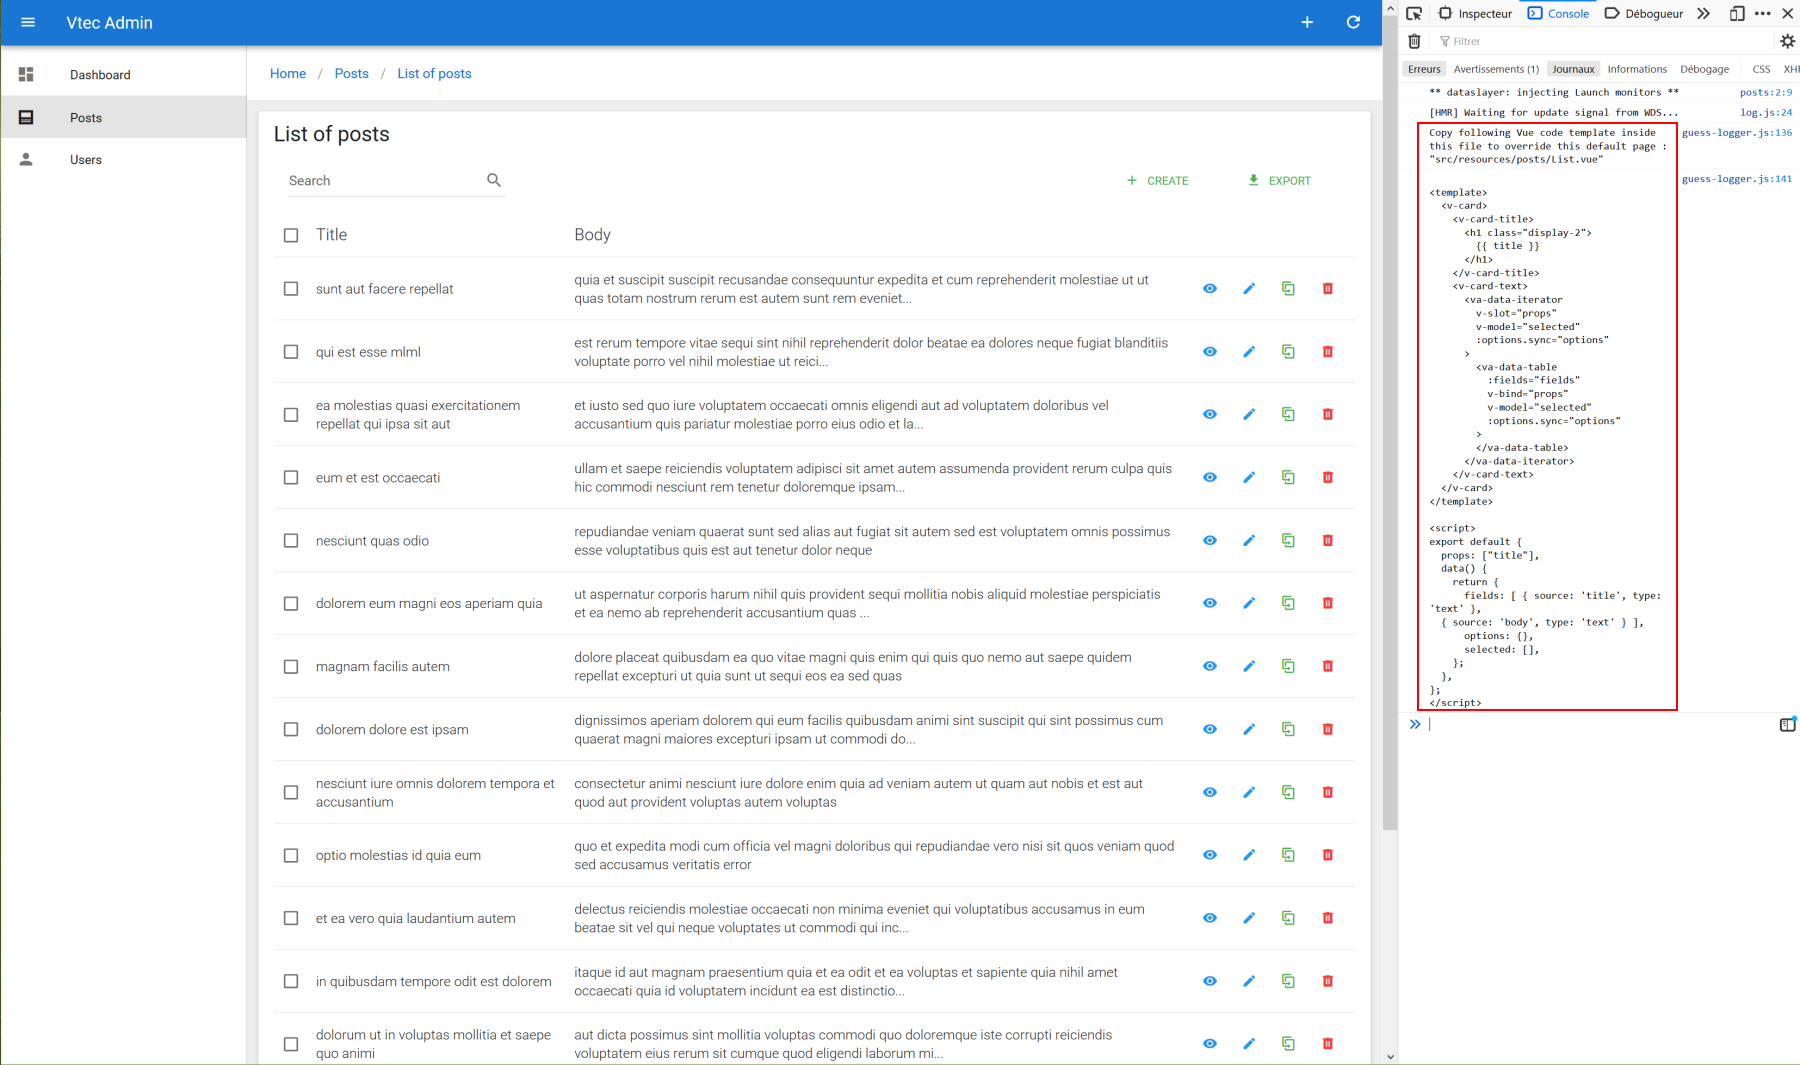 Vtec Admin
Dashboard
Posts
Users
Home / Posts / List of posts
List of posts
Search
CREATE
EXPORT
Title Body
sunt aut facere repellat
quia et suscipit suscipit recusandae consequuntur expedita et cum reprehenderit molestiae ut ut
quas totam nostrum rerum est autem sunt rem eveniet...
qui est esse mlml
est rerum tempore vitae sequi sint nihil reprehenderit dolor beatae ea dolores neque fugiat blanditiis
voluptate porro vel nihil molestiae ut reici...
ea molestias quasi exercitationem
repellat qui ipsa sit aut
et iusto sed quo iure voluptatem occaecati omnis eligendi aut ad voluptatem doloribus vel
accusantium quis pariatur molestiae porro eius odio et la...
eum et est occaecati
ullam et saepe reiciendis voluptatem adipisci sit amet autem assumenda provident rerum culpa quis
hic commodi nesciunt rem tenetur doloremque ipsam...
nesciunt quas odio
repudiandae veniam quaerat sunt sed alias aut fugiat sit autem sed est voluptatem omnis possimus
esse voluptatibus quis est aut tenetur dolor neque
dolorem eum magni eos aperiam quia
ut aspernatur corporis harum nihil quis provident sequi mollitia nobis aliquid molestiae perspiciatis
et ea nemo ab reprehenderit accusantium quas ...
magnam facilis autem
dolore placeat quibusdam ea quo vitae magni quis enim qui quis quo nemo aut saepe quidem
repellat excepturi ut quia sunt ut sequi eos ea sed quas
dolorem dolore est ipsam
dignissimos aperiam dolorem qui eum facilis quibusdam animi sint suscipit qui sint possimus cum
quaerat magni maiores excepturi ipsam ut commodi do...
nesciunt iure omnis dolorem tempora et
accusantium
consectetur animi nesciunt iure dolore enim quia ad veniam autem ut quam aut nobis et est aut
quod aut provident voluptas autem voluptas
optio molestias id quia eum
quo et expedita modi cum officia vel magni doloribus qui repudiandae vero nisi sit quos veniam quod
sed accusamus veritatis error
et ea vero quia laudantium autem
delectus reiciendis molestiae occaecati non minima eveniet qui voluptatibus accusamus in eum
beatae sit vel qui neque voluptates ut commodi qui inc...
in quibusdam tempore odit est dolorem
itaque id aut magnam praesentium quia et ea odit et ea voluptas et sapiente quia nihil amet
occaecati quia id voluptatem incidunt ea est distinctio...
dolorum ut in voluptas mollitia et saepe
quo animi
aut dicta possimus sint mollitia voluptas commodi quo doloremque iste corrupti reiciendis
voluptatem eius rerum sit cumque quod eligendi laborum mi...
Inspecteur Console Débogueur
Filtrer
Erreurs Avertissements (1) Journaux Informations Débogage CSS XH
** dataslayer: injecting Launch monitors ** posts:2:9
[HMR] Waiting for update signal from WDS... log.js:24
Copy following Vue code template inside guess-logger.js:136
this file to override this default page :
"src/resources/posts/List.vue"
guess-logger.js:141
<template>
<v-card>
<v-card-title>
<h1 class="display-2">
{{ title }}
</h1>
</v-card-title>
<v-card-text>
<va-data-iterator
v-slot="props"
v-model="selected"
:options.sync="options"
>
<va-data-table
:fields="fields"
v-bind="props"
v-model="selected"
:options.sync="options"
>
</va-data-table>
</va-data-iterator>
</v-card-text>
</v-card>
</template>
<script>
export default {
props: ["title"],
data() {
return {
fields: [ { source: 'title', type:
'text' },
{ source: 'body', type: 'text' } ],
options: {},
selected: [],
};
},
};
</script>